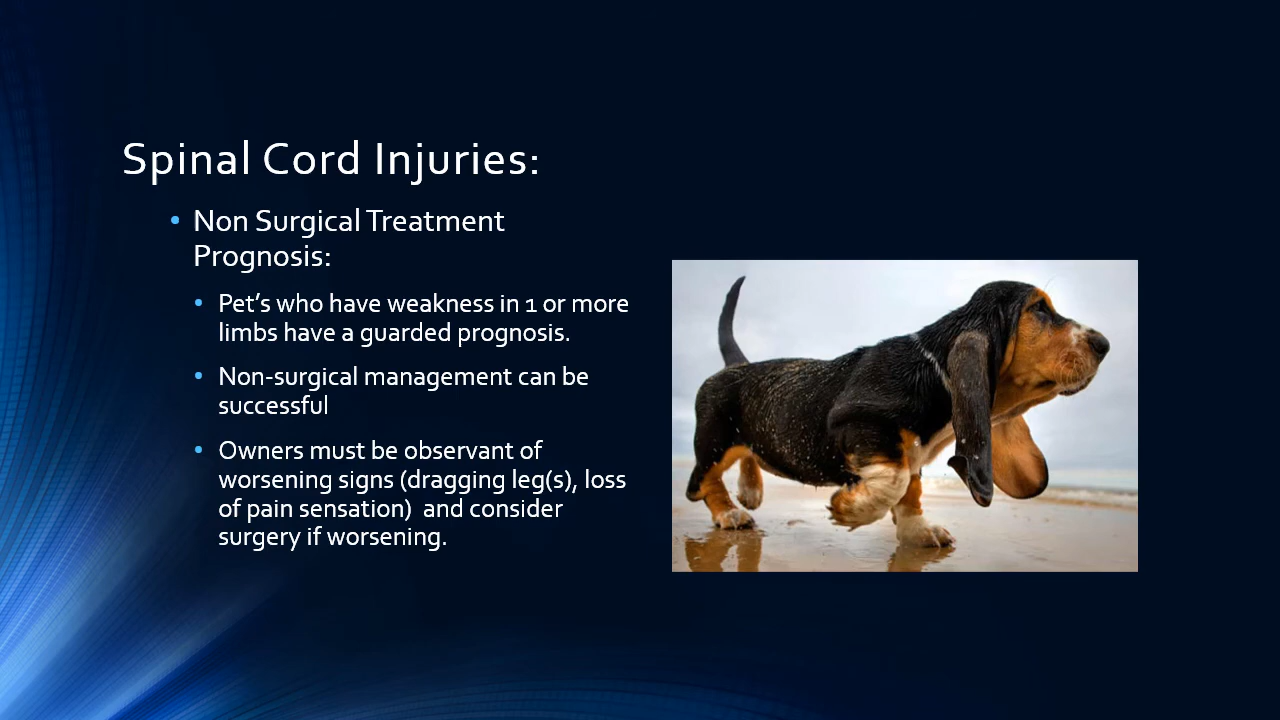 Spinal Cord Injuries:
• Non Surgical Treatment
Prognosis:
• Pet’s who have weakness in 1 or more
limbs have a guarded prognosis.
• Non-surgical management can be
successful
• Owners must be observant of
worsening signs (dragging leg(s), loss
of pain sensation)  and consider
surgery if worsening.